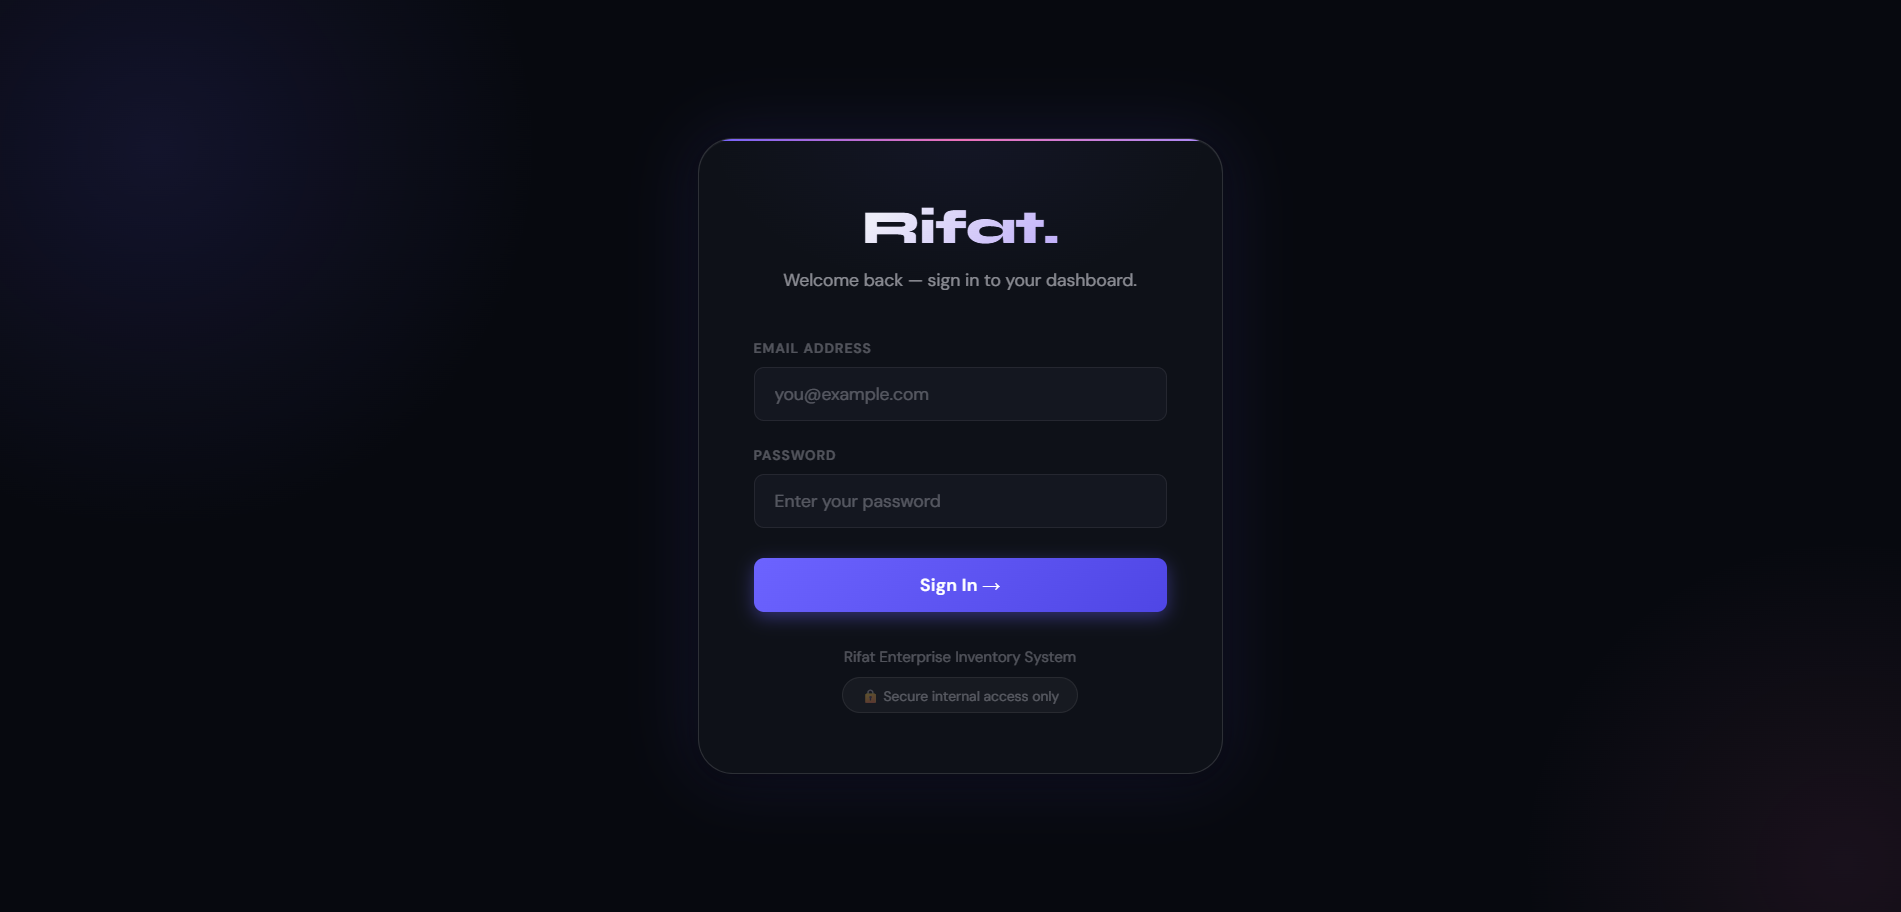 Rifat.
Welcome back — sign in to your dashboard.
EMAIL ADDRESS
you@example.com
PASSWORD
Enter your password
Sign In →
Rifat Enterprise Inventory System
🔒 Secure internal access only